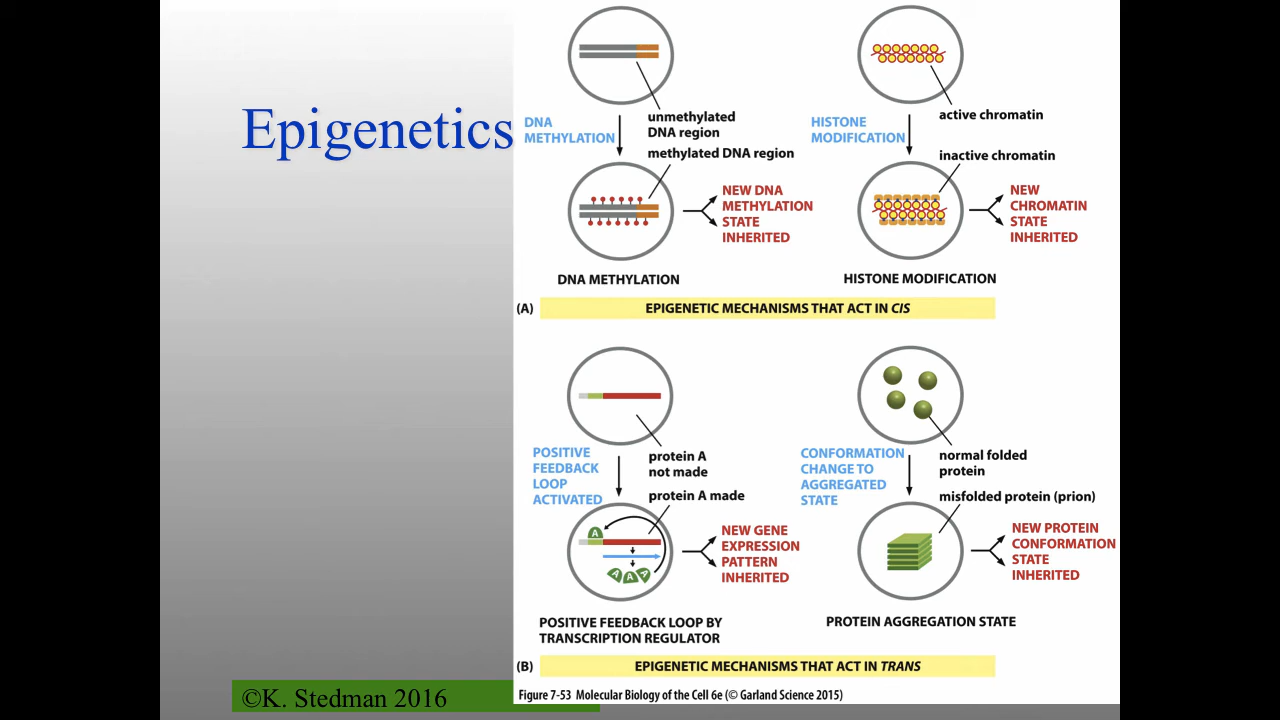 Epigenetics
DNA
METHYLATION
unmethylated
DNA region
methylated DNA region
NEW DNA
METHYLATION
STATE
INHERITED
DNA METHYLATION
HISTONE
MODIFICATION
active chromatin
inactive chromatin
NEW
CHROMATIN
STATE
INHERITED
HISTONE MODIFICATION
(A)
EPIGENETIC MECHANISMS THAT ACT IN CIS
POSITIVE
FEEDBACK
LOOP
ACTIVATED
protein A
not made
protein A made
A
A A A
NEW GENE
EXPRESSION
PATTERN
INHERITED
POSITIVE FEEDBACK LOOP BY
TRANSCRIPTION REGULATOR
CONFORMATION
CHANGE TO
AGGREGATED
STATE
normal folded
protein
misfolded protein (prion)
NEW PROTEIN
CONFORMATION
STATE
INHERITED
PROTEIN AGGREGATION STATE
(B)
EPIGENETIC MECHANISMS THAT ACT IN TRANS
Figure 7-53 Molecular Biology of the Cell 6e (© Garland Science 2015)
©K. Stedman 2016